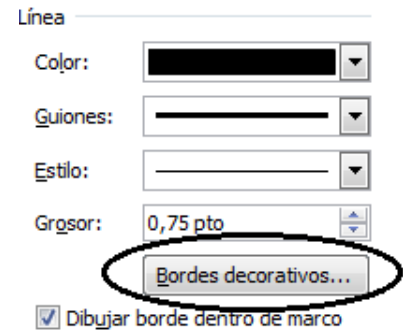 Línea
Color:
Guiones:
Estilo:
Grosor: 0,75 pto
Bordes decorativos...
Dibujar borde dentro de marco